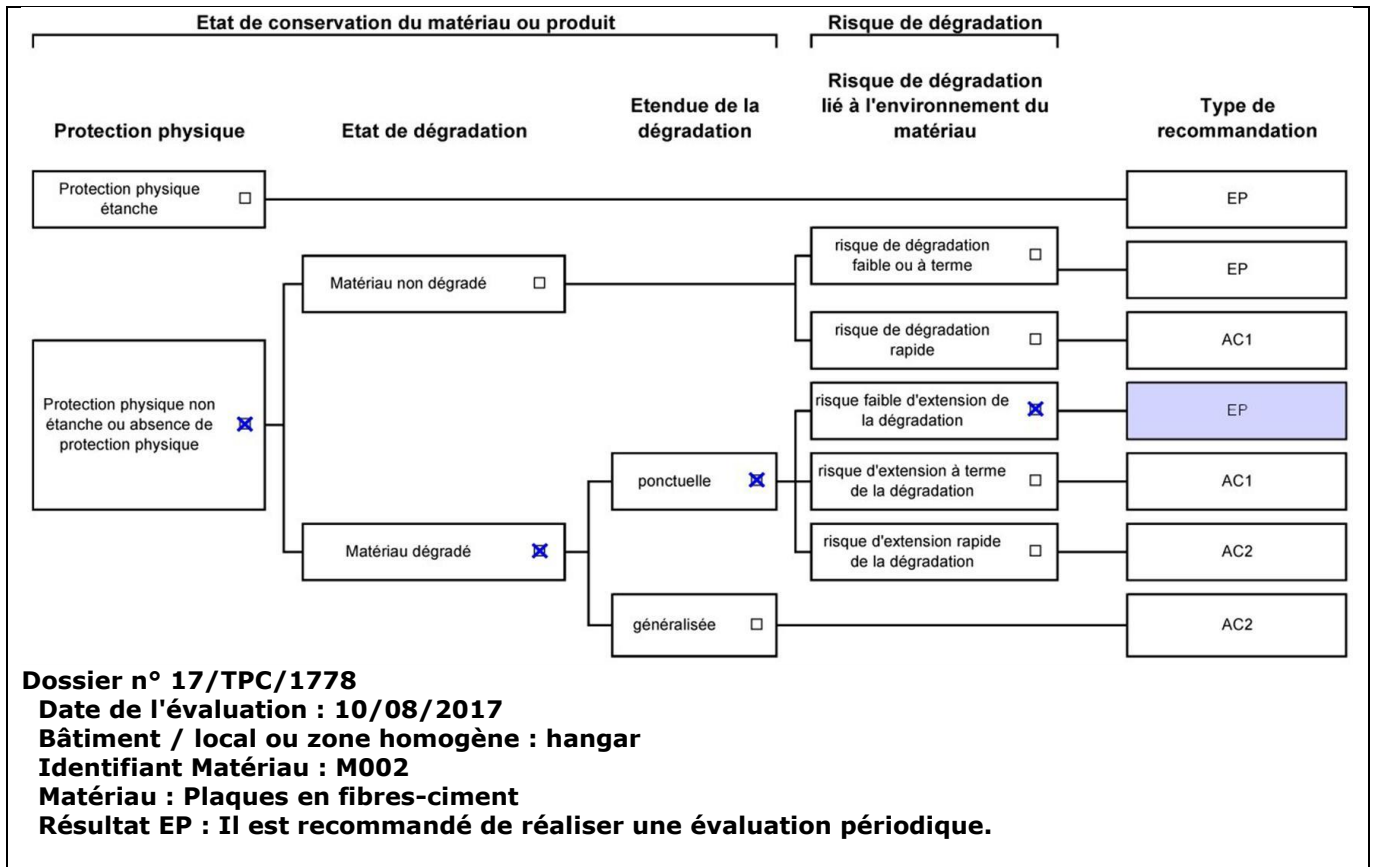 Etat de conservation du matériau ou produit
Risque de dégradation
Protection physique
Etat de dégradation
Etendue de la
dégradation
Risque de dégradation
lié à l'environnement du
matériau
Type de
recommandation
Protection physique
étanche
EP
Matériau non dégradé
risque de dégradation
faible ou à terme
EP
risque de dégradation
rapide
AC1
Protection physique non
étanche ou absence de
protection physique
risque faible d'extension de
la dégradation
EP
ponctuelle
risque d'extension à terme
de la dégradation
AC1
Matériau dégradé
risque d'extension rapide
de la dégradation
AC2
généralisée
AC2
Dossier n° 17/TPC/1778
Date de l'évaluation : 10/08/2017
Bâtiment / local ou zone homogène : hangar
Identifiant Matériau : M002
Matériau : Plaques en fibres-ciment
Résultat EP : Il est recommandé de réaliser une évaluation périodique.